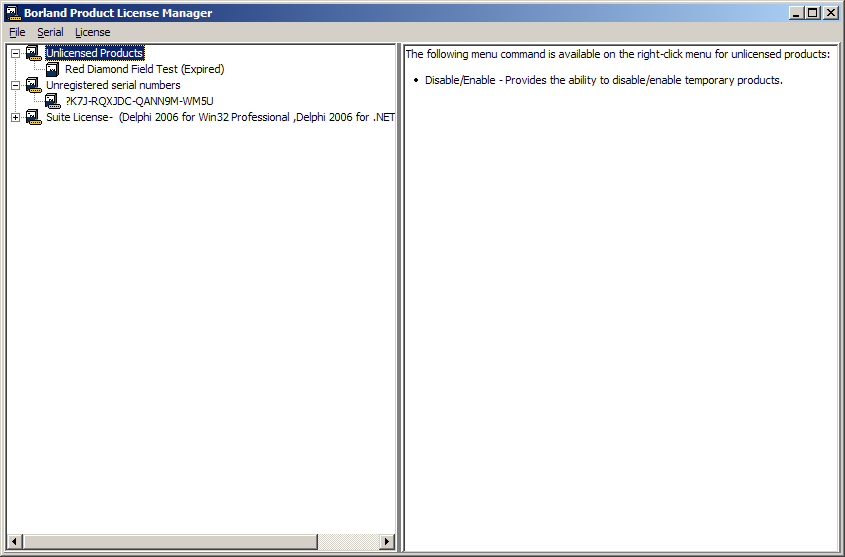 Borland Product License Manager
File Serial License
Unlicensed Products
Red Diamond Field Test (Expired)
Unregistered serial numbers
?K7J-RQXJDC-QANN9M-WM5U
Suite License- (Delphi 2006 for Win32 Professional ,Delphi 2006 for .NET
The following menu command is available on the right-click menu for unlicensed products:
• Disable/Enable - Provides the ability to disable/enable temporary products.